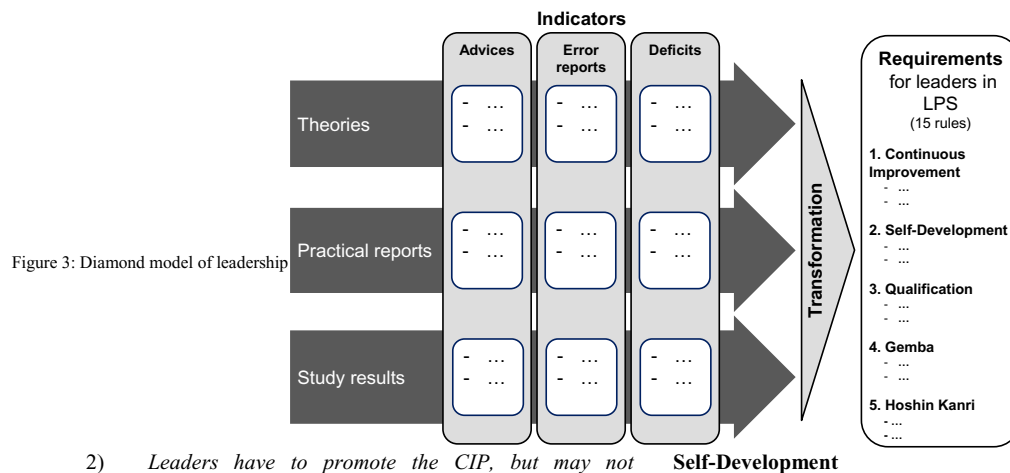 Indicators
Advices
Error
reports
Deficits
Theories
- ...
- ...
- ...
- ...
- ...
- ...
Practical reports
- ...
- ...
- ...
- ...
- ...
- ...
Study results
- ...
- ...
- ...
- ...
- ...
- ...
Transformation
Requirements
for leaders in
LPS
(15 rules)
1. Continuous
Improvement
- ...
- ...
2. Self-Development
- ...
- ...
3. Qualification
- ...
- ...
4. Gemba
- ...
- ...
5. Hoshin Kanri
- ...
- ...
Figure 3: Diamond model of leadership
2) Leaders have to promote the CIP, but may not
Self-Development